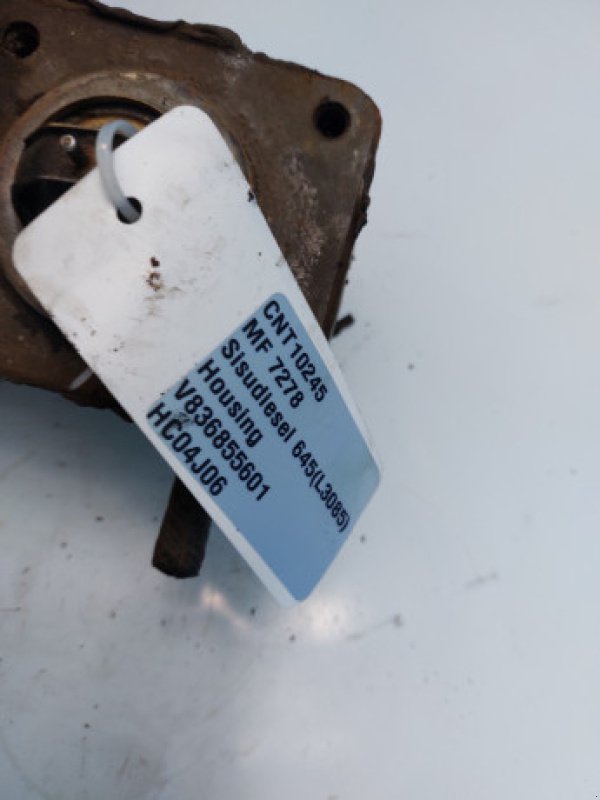 CNT10245
MF 7278
Sisudiesel 645(L3085)
Housing
V836855601
HC04J06